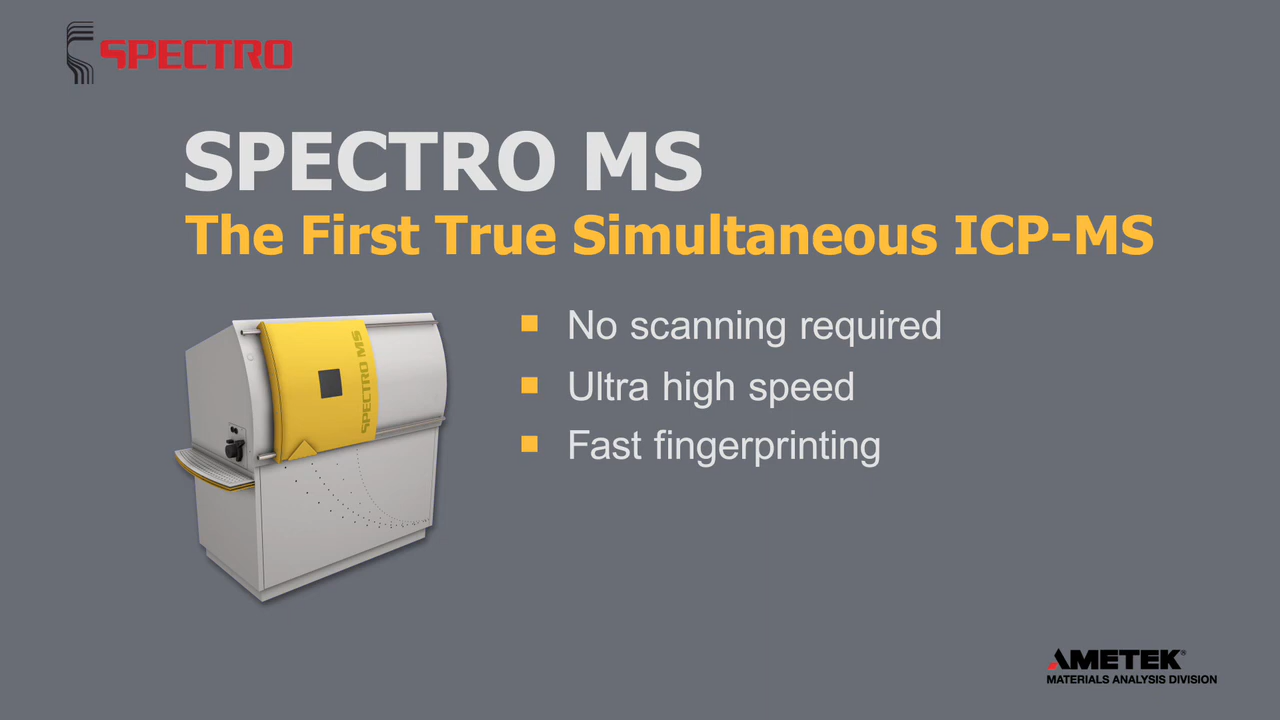 SPECTRO
SPECTRO MS
The First True Simultaneous ICP-MS
SPECTRO MS
No scanning required
Ultra high speed
Fast fingerprinting
AMETEK®
MATERIALS ANALYSIS DIVISION